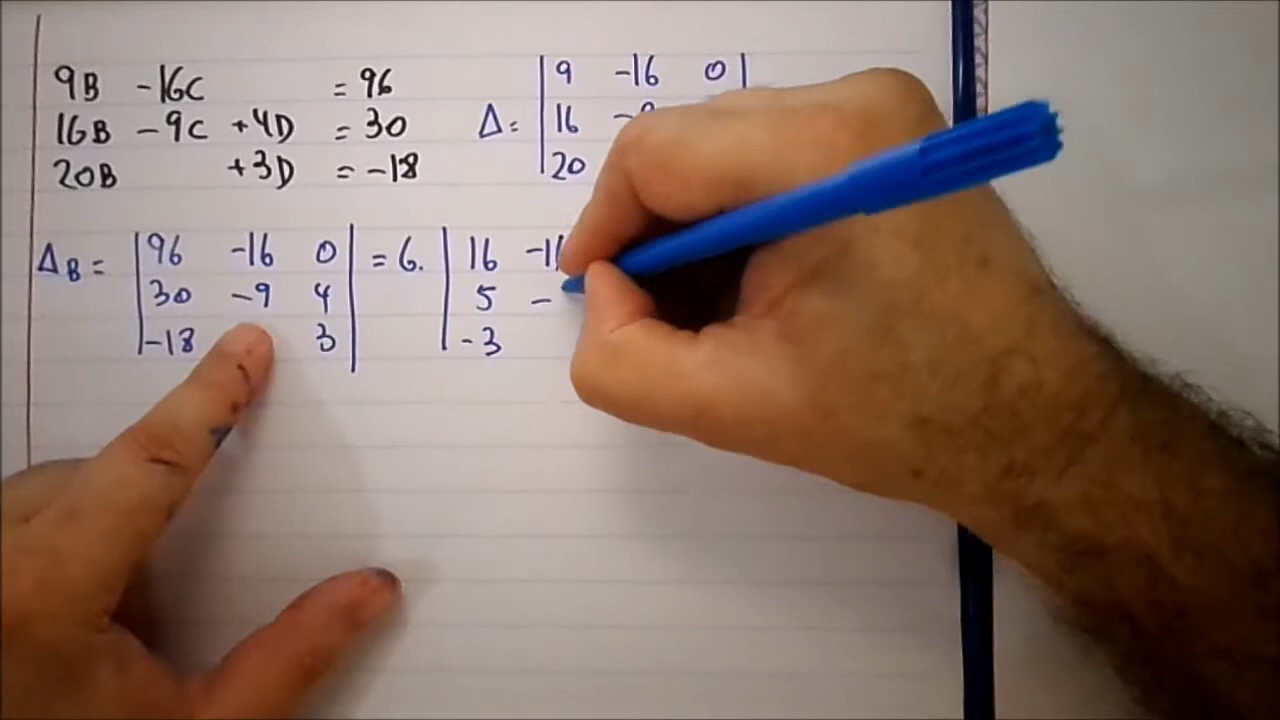 9B -16C = 96
16B -9C +4D = 30
20B +3D = -18
Δ = | 9 -16 0 |
16
20
Δ_B = | 96 -16 0 | = 6. | 16
30 -9 4 | 5 -
-18 3 | -3